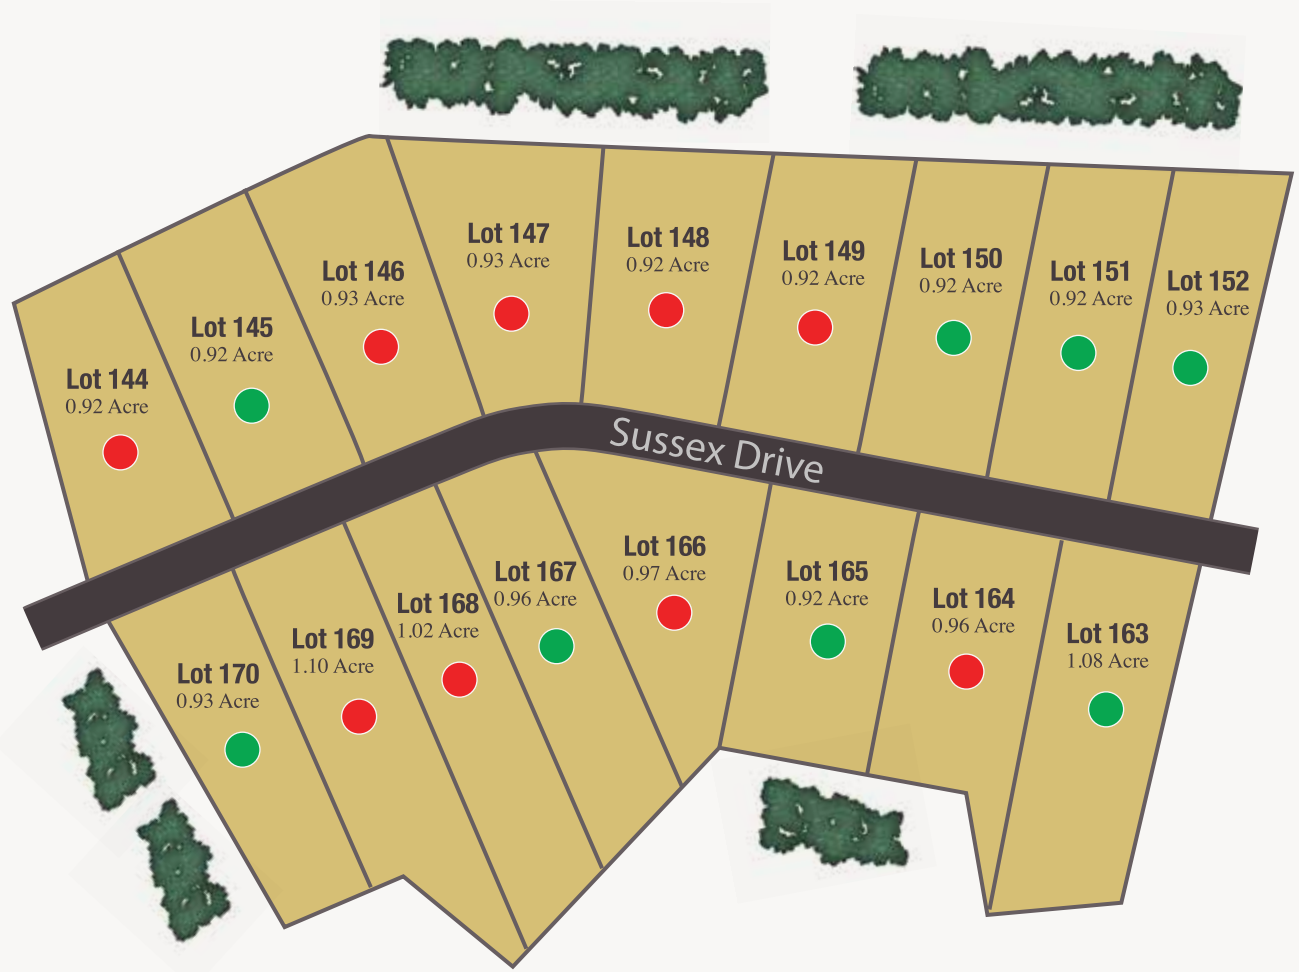 Lot 144
0.92 Acre
Lot 145
0.92 Acre
Lot 146
0.93 Acre
Lot 147
0.93 Acre
Lot 148
0.92 Acre
Lot 149
0.92 Acre
Lot 150
0.92 Acre
Lot 151
0.92 Acre
Lot 152
0.93 Acre
Sussex Drive
Lot 170
0.93 Acre
Lot 169
1.10 Acre
Lot 168
1.02 Acre
Lot 167
0.96 Acre
Lot 166
0.97 Acre
Lot 165
0.92 Acre
Lot 164
0.96 Acre
Lot 163
1.08 Acre